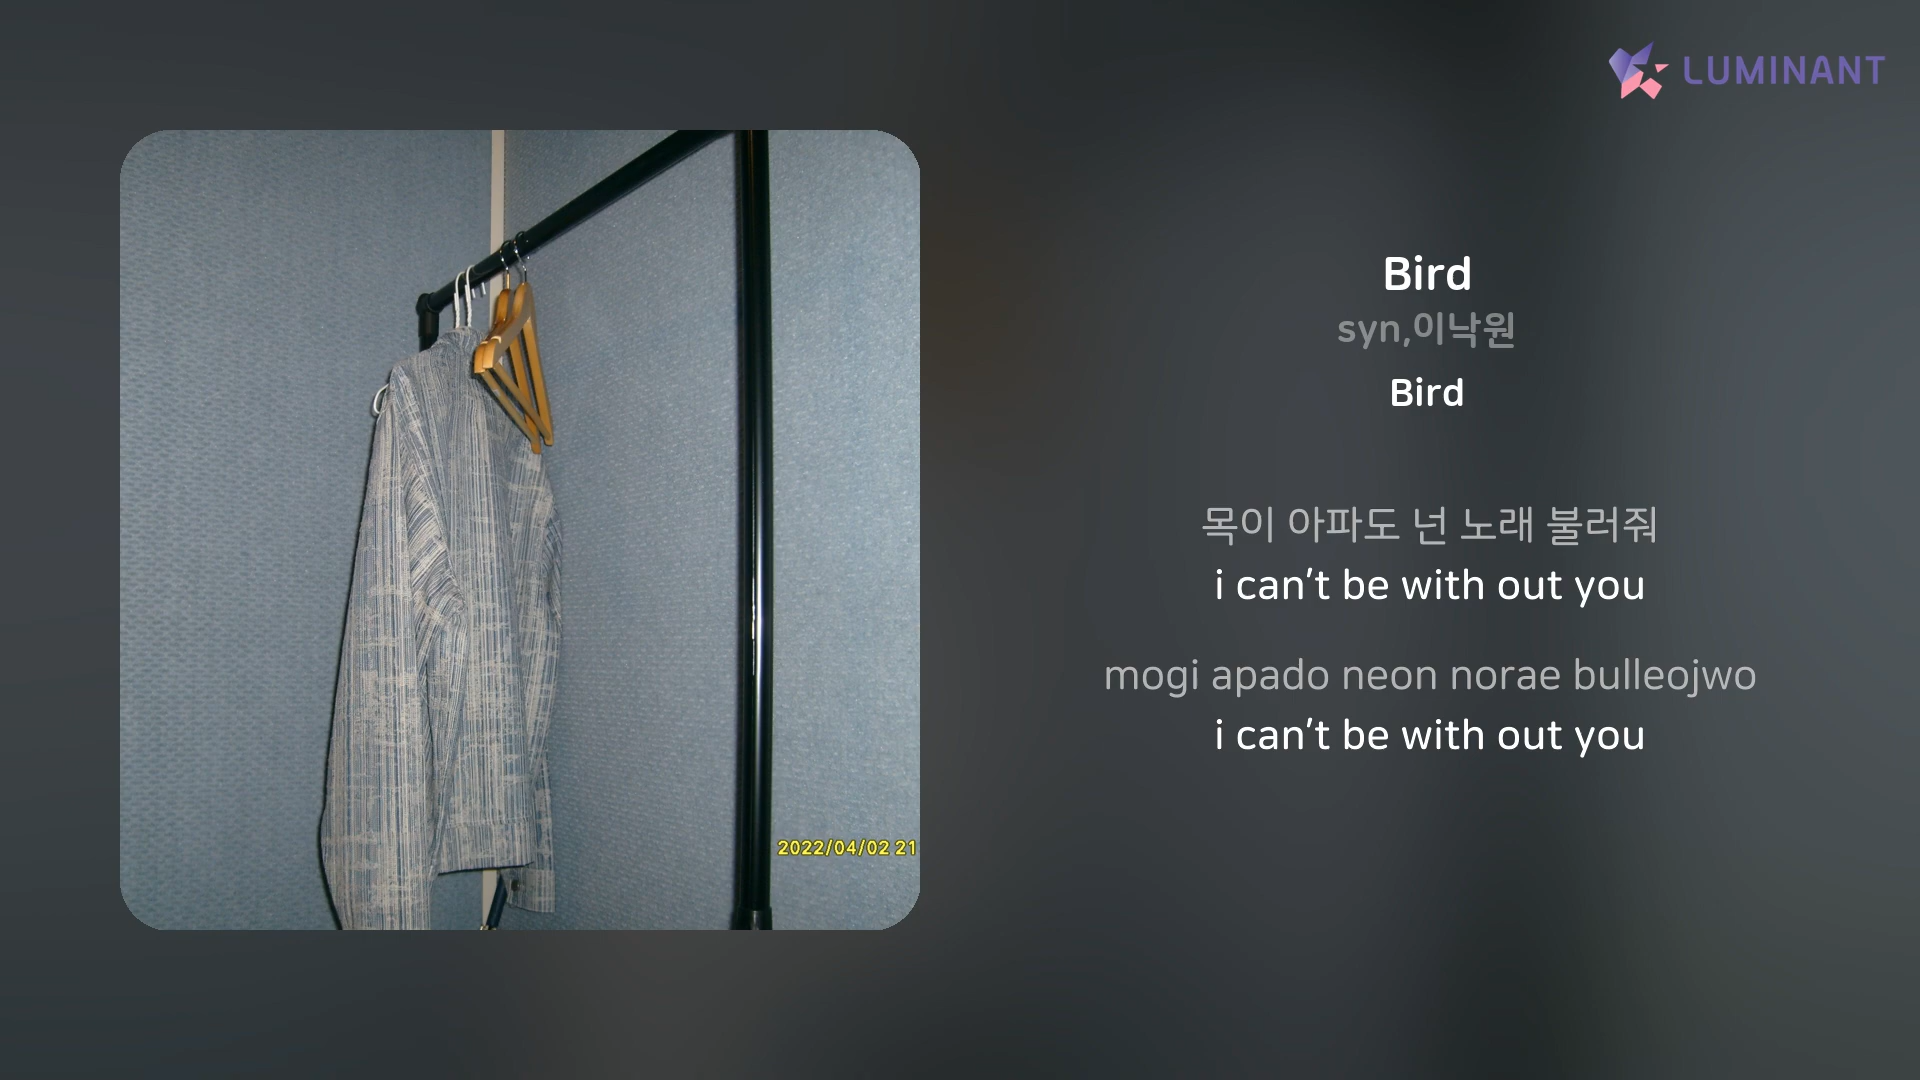 LUMINANT
Bird
syn,이낙원
Bird
목이 아파도 넌 노래 불러줘
i can't be with out you
mogi apado neon norae bulleojwo
i can't be with out you
2022/04/02 21